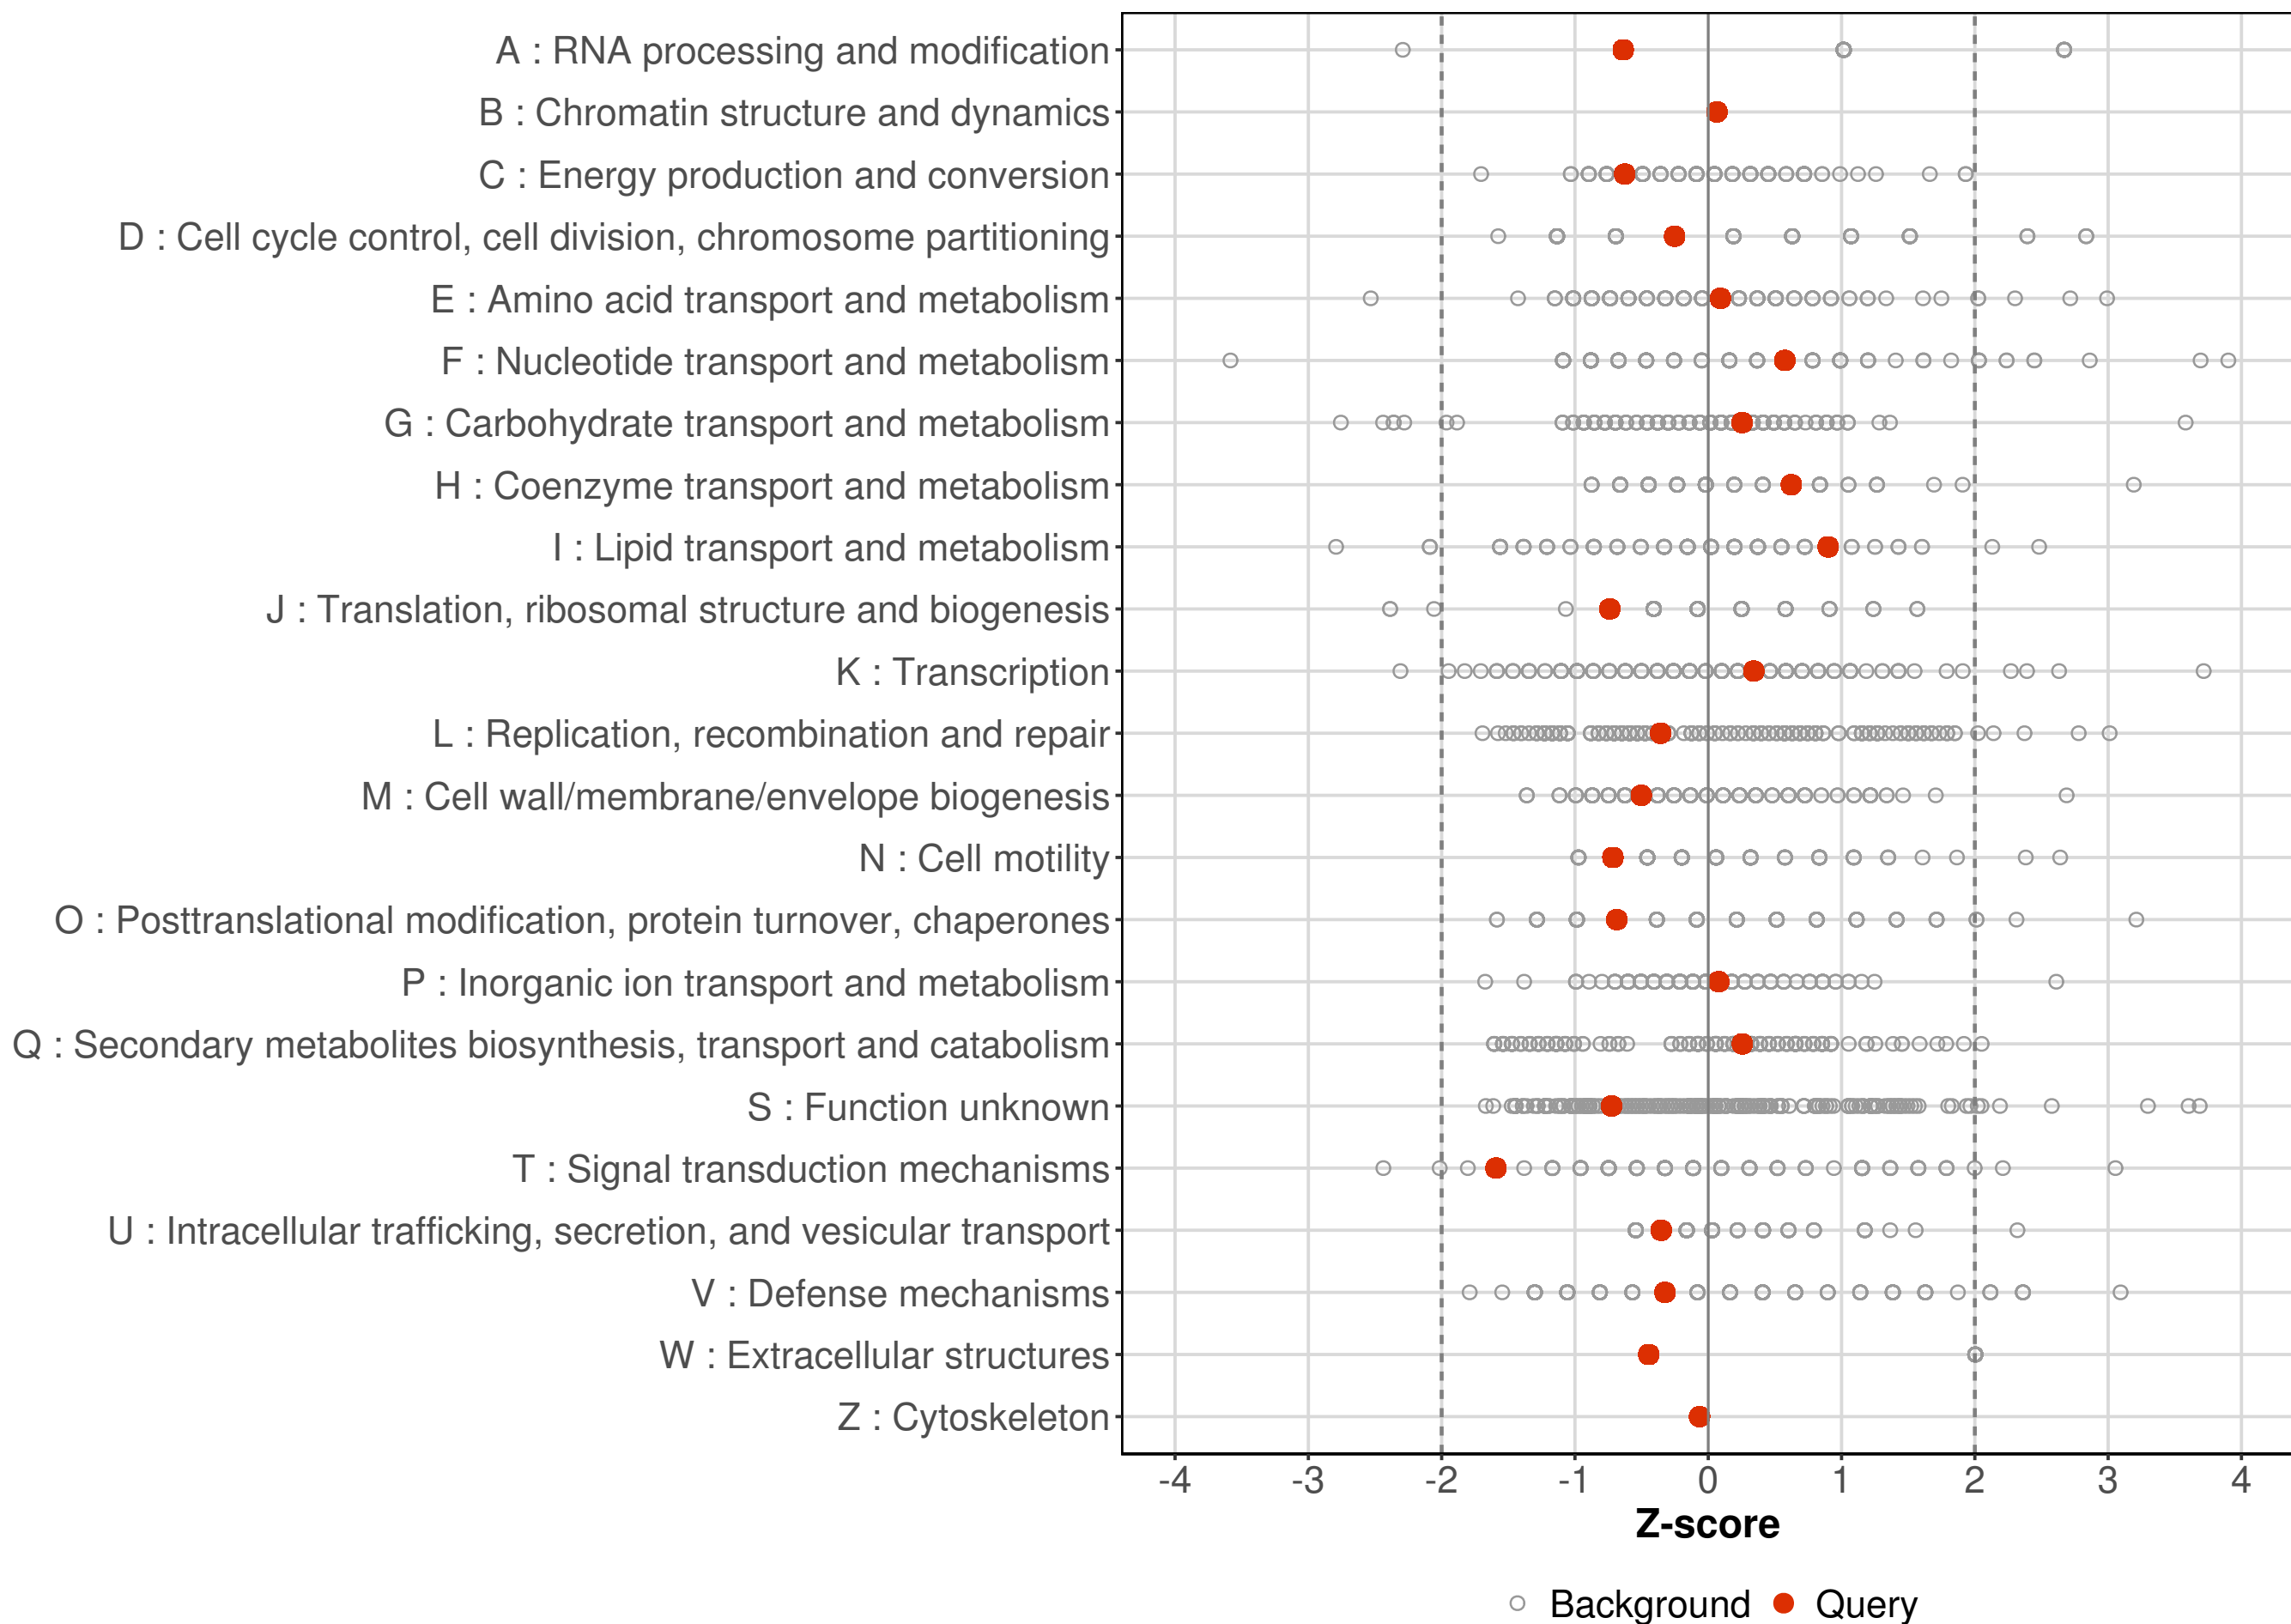 A : RNA processing and modification
B : Chromatin structure and dynamics
C : Energy production and conversion
D : Cell cycle control, cell division, chromosome partitioning
E : Amino acid transport and metabolism
F : Nucleotide transport and metabolism
G : Carbohydrate transport and metabolism
H : Coenzyme transport and metabolism
I : Lipid transport and metabolism
J : Translation, ribosomal structure and biogenesis
K : Transcription
L : Replication, recombination and repair
M : Cell wall/membrane/envelope biogenesis
N : Cell motility
O : Posttranslational modification, protein turnover, chaperones
P : Inorganic ion transport and metabolism
Q : Secondary metabolites biosynthesis, transport and catabolism
S : Function unknown
T : Signal transduction mechanisms
U : Intracellular trafficking, secretion, and vesicular transport
V : Defense mechanisms
W : Extracellular structures
Z : Cytoskeleton
-4 -3 -2 -1 0 1 2 3 4
Z-score
Background Query